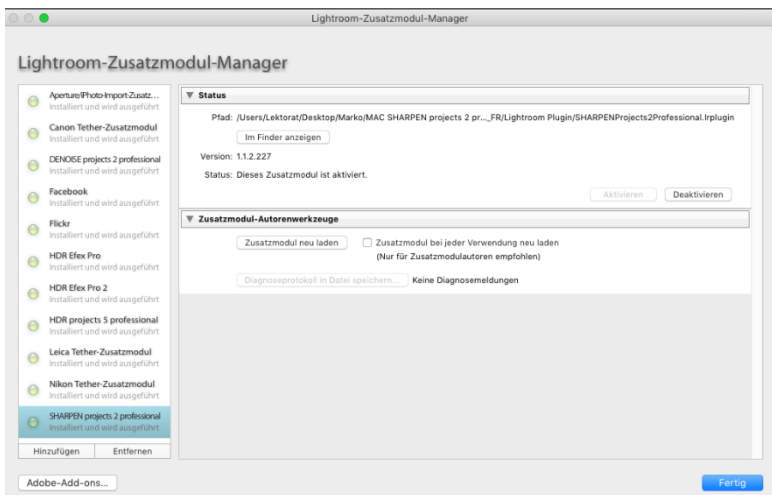 Lightroom-Zusatzmodul-Manager
Lightroom-Zusatzmodul-Manager
Aperture/iPhoto-Import-Zusatz...
Installiert und wird ausgeführt
Canon Tether-Zusatzmodul
Installiert und wird ausgeführt
DENOISE projects 2 professional
Installiert und wird ausgeführt
Facebook
Installiert und wird ausgeführt
Flickr
Installiert und wird ausgeführt
HDR Efex Pro
Installiert und wird ausgeführt
HDR Efex Pro 2
Installiert und wird ausgeführt
HDR projects 5 professional
Installiert und wird ausgeführt
Leica Tether-Zusatzmodul
Installiert und wird ausgeführt
Nikon Tether-Zusatzmodul
Installiert und wird ausgeführt
SHARPEN projects 2 professional
Installiert und wird ausgeführt
Hinzufügen Entfernen
Status
Pfad: /Users/Lektorat/Desktop/Marko/MAC SHARPEN projects 2 pr..._FR/Lightroom Plugin/SHARPENProjects2Professional.lrplugin
Im Finder anzeigen
Version: 1.1.2.227
Status: Dieses Zusatzmodul ist aktiviert.
Aktivieren Deaktivieren
Zusatzmodul-Autorenwerkzeuge
Zusatzmodul neu laden Zusatzmodul bei jeder Verwendung neu laden
(Nur für Zusatzmodulautoren empfohlen)
Diagnoseprotokoll in Datei speichern... Keine Diagnosemeldungen
Adobe-Add-ons... Fertig